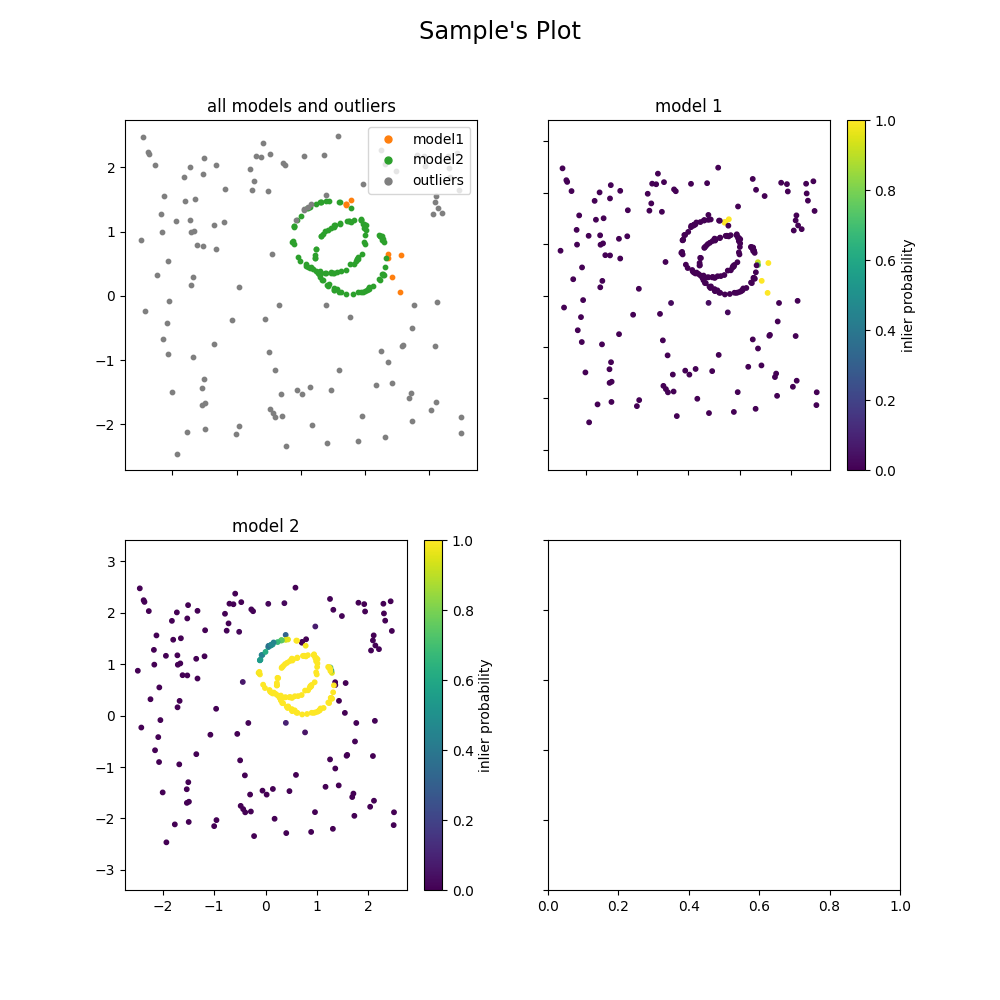 Sample's Plot
all models and outliers
model1
model2
outliers
2
1
0
−1
−2
model 1
1.0
0.8
0.6
0.4
0.2
0.0
inlier probability
model 2
3
2
1
0
−1
−2
−3
−2 −1 0 1 2
1.0
0.8
0.6
0.4
0.2
0.0
inlier probability
0.0 0.2 0.4 0.6 0.8 1.0